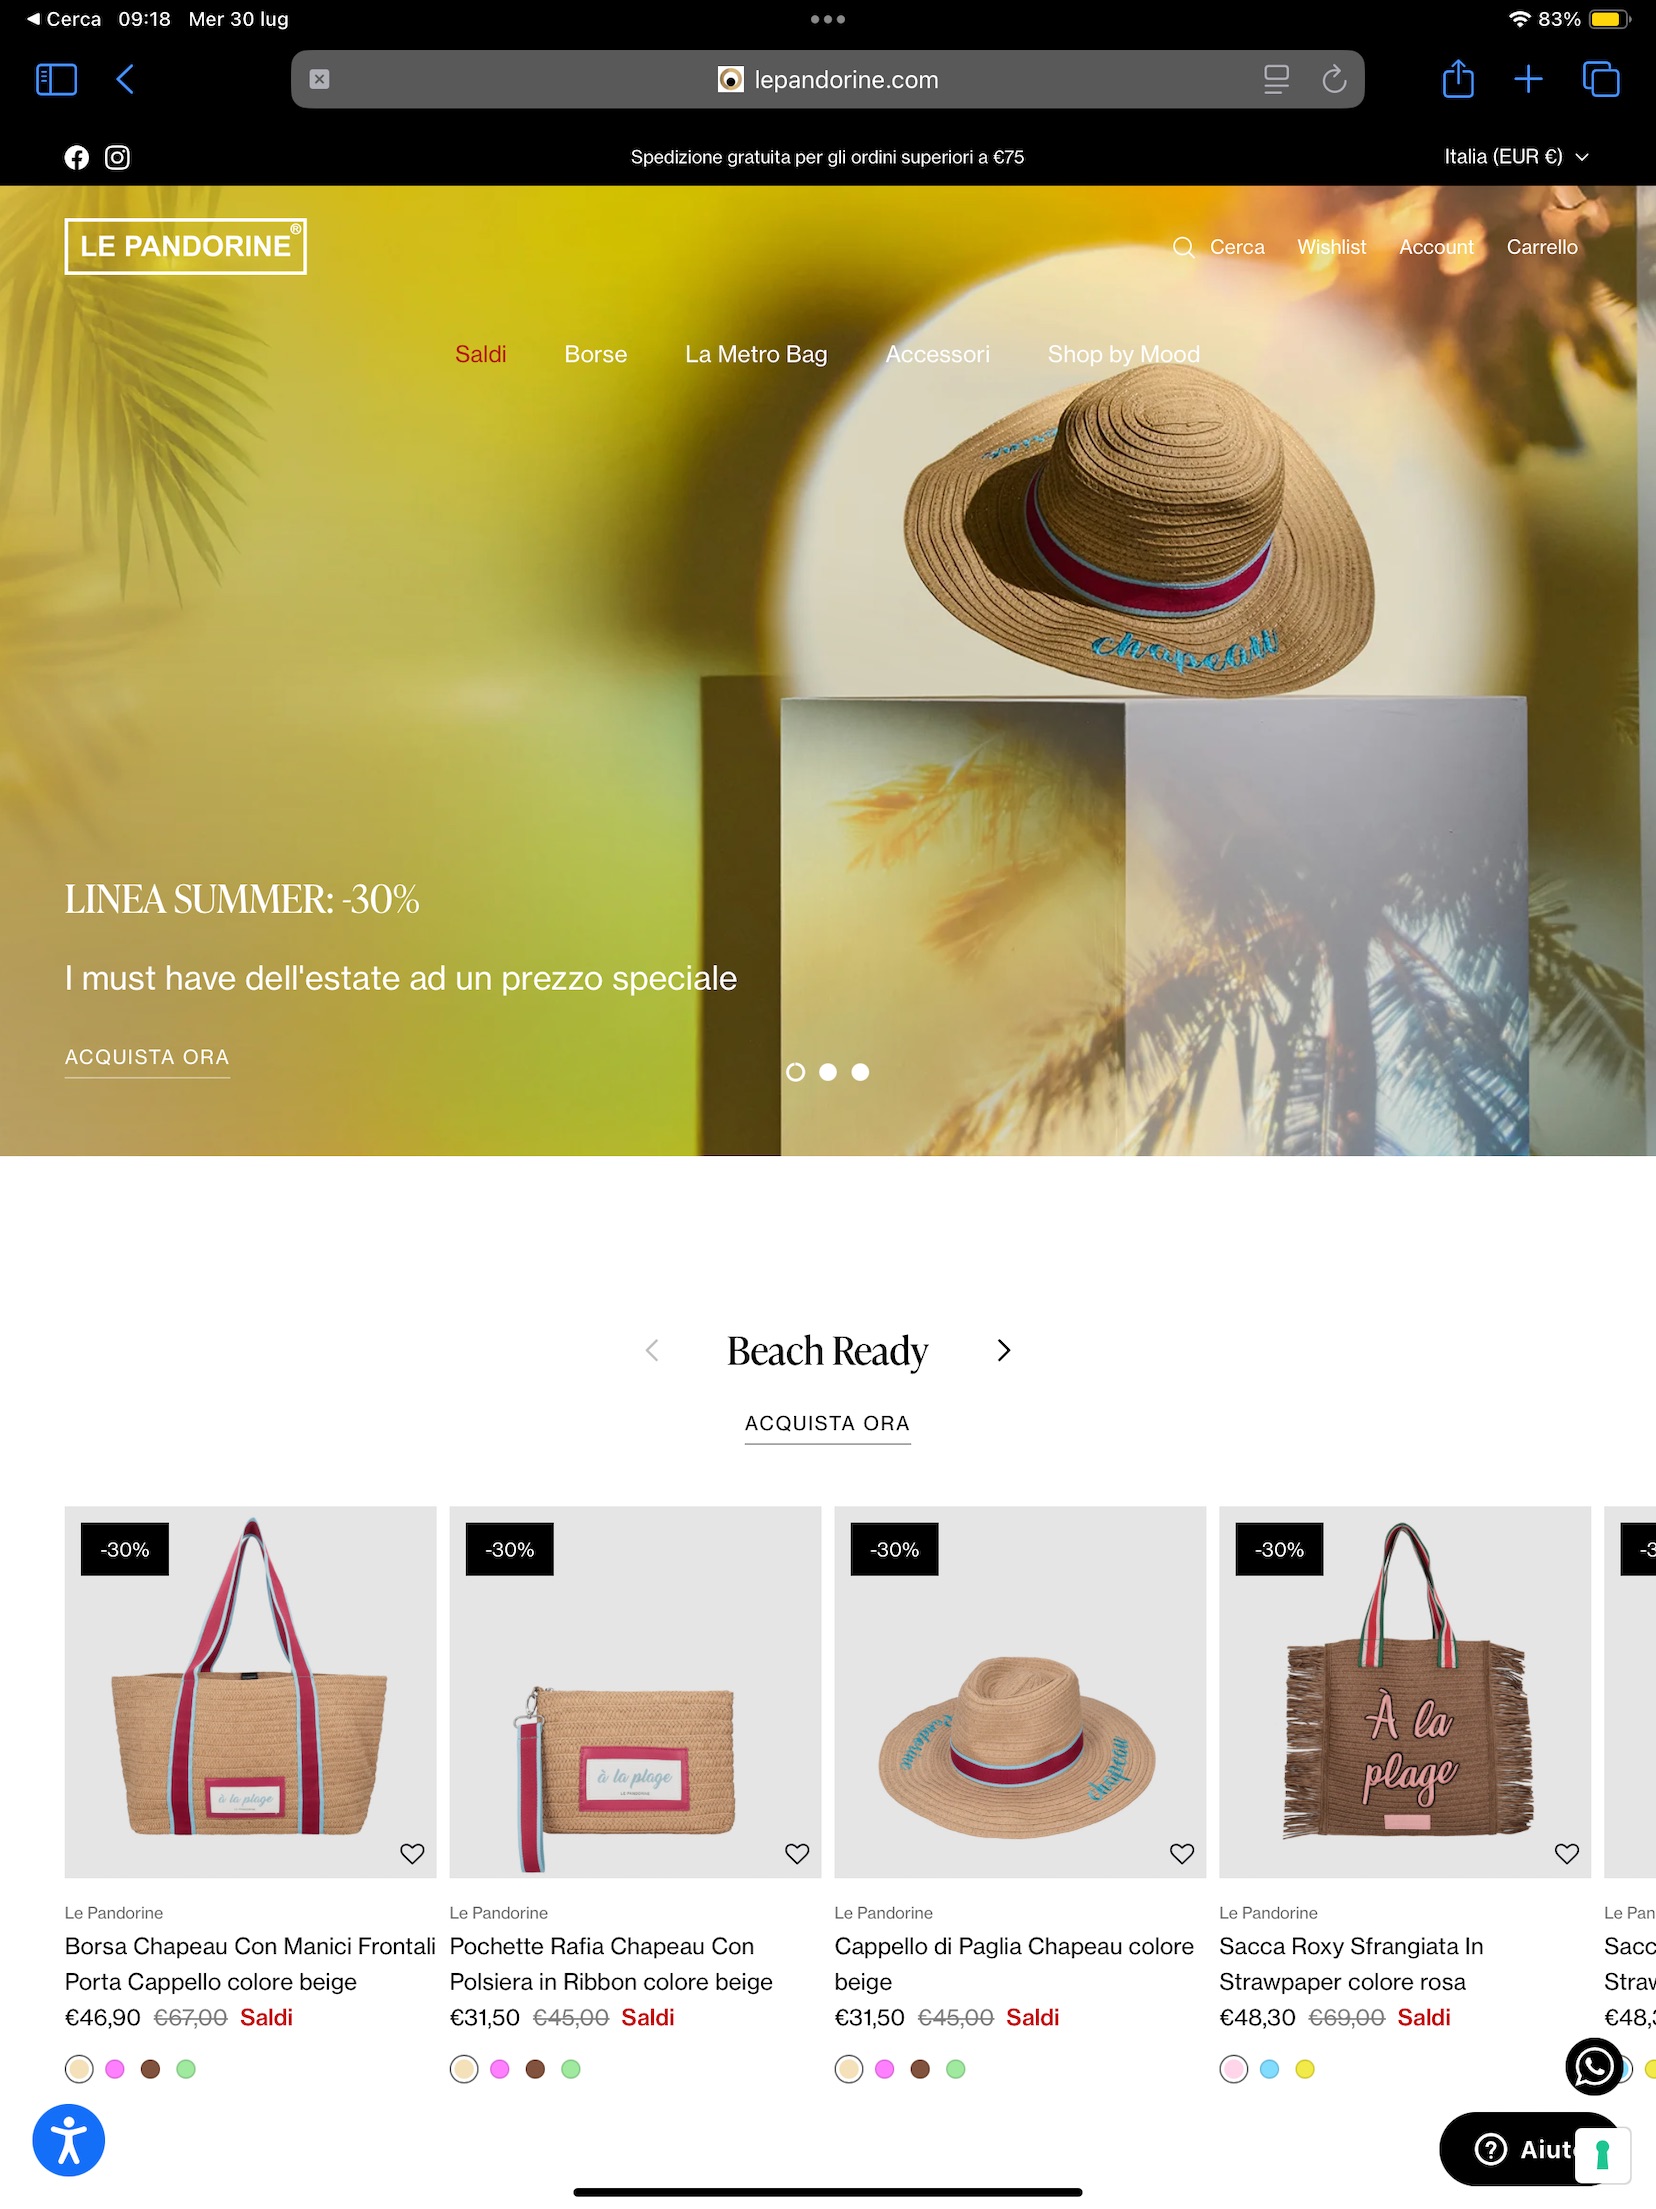 Cerca 09:18 Mer 30 lug
83%
lepandorine.com
Spedizione gratuita per gli ordini superiori a €75
Italia (EUR €)
LE PANDORINE®
Cerca Wishlist Account Carrello
Saldi Borse La Metro Bag Accessori Shop by Mood
chapeau
LINEA SUMMER: -30%
I must have dell'estate ad un prezzo speciale
ACQUISTA ORA
Beach Ready
ACQUISTA ORA
-30%
à la plage
Le Pandorine
Borsa Chapeau Con Manici Frontali
Porta Cappello colore beige
€46,90 €67,00 Saldi
-30%
à la plage
LE PANDORINE
Le Pandorine
Pochette Rafia Chapeau Con
Polsiera in Ribbon colore beige
€31,50 €45,00 Saldi
-30%
Pandorine
chapeau
Le Pandorine
Cappello di Paglia Chapeau colore
beige
€31,50 €45,00 Saldi
-30%
À la
plage
Le Pandorine
Sacca Roxy Sfrangiata In
Strawpaper colore rosa
€48,30 €69,00 Saldi
-3
Le Pan
Sacc
Straw
€48,3
Aiut